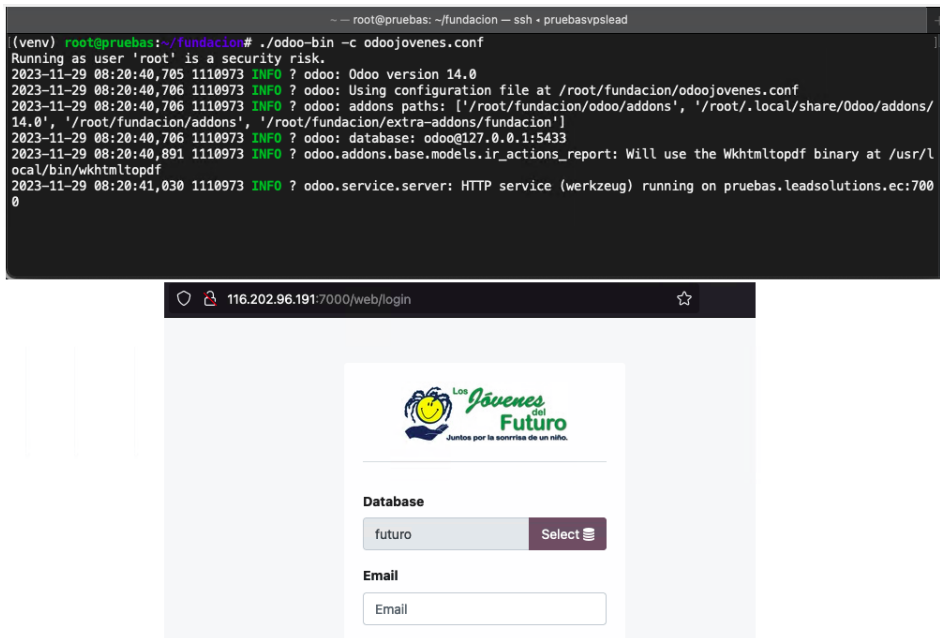 ~ — root@pruebas: ~/fundacion — ssh ◂ pruebasvpslead
(venv) root@pruebas:~/fundacion# ./odoo-bin -c odoojovenes.conf
Running as user 'root' is a security risk.
2023-11-29 08:20:40,705 1110973 INFO ? odoo: Odoo version 14.0
2023-11-29 08:20:40,706 1110973 INFO ? odoo: Using configuration file at /root/fundacion/odoojovenes.conf
2023-11-29 08:20:40,706 1110973 INFO ? odoo: addons paths: ['/root/fundacion/odoo/addons', '/root/.local/share/Odoo/addons/
14.0', '/root/fundacion/addons', '/root/fundacion/extra-addons/fundacion']
2023-11-29 08:20:40,706 1110973 INFO ? odoo: database: odoo@127.0.0.1:5433
2023-11-29 08:20:40,891 1110973 INFO ? odoo.addons.base.models.ir_actions_report: Will use the Wkhtmltopdf binary at /usr/l
ocal/bin/wkhtmltopdf
2023-11-29 08:20:41,030 1110973 INFO ? odoo.service.server: HTTP service (werkzeug) running on pruebas.leadsolutions.ec:700
0
116.202.96.191:7000/web/login
Los Jóvenes
del
Futuro
Juntos por la sonrrisa de un niño.
Database
futuro
Select
Email
Email